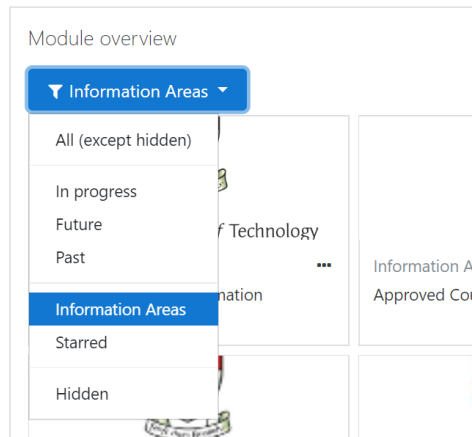 Module overview
Information Areas
All (except hidden)
In progress
Future
Past
Information Areas
Starred
Hidden
Technology
Information A
Approved Cou